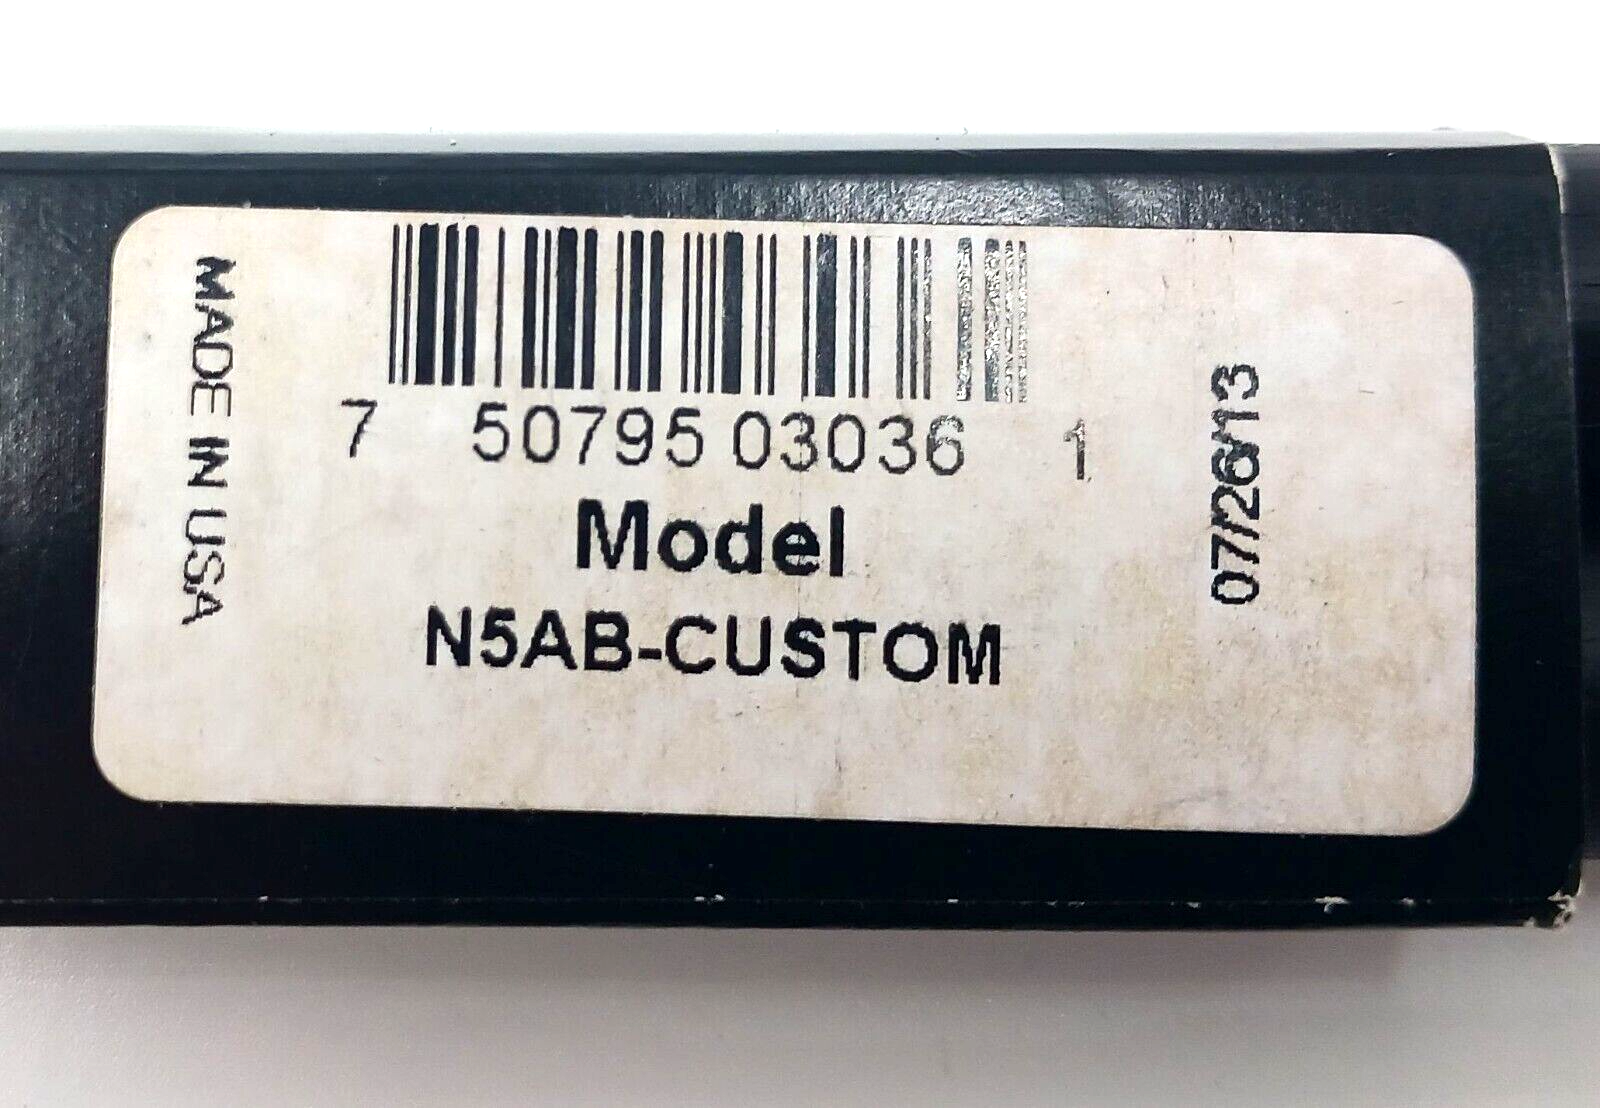 MADE IN USA
7 50795 03036 1
Model
N5AB-CUSTOM
07/26/13